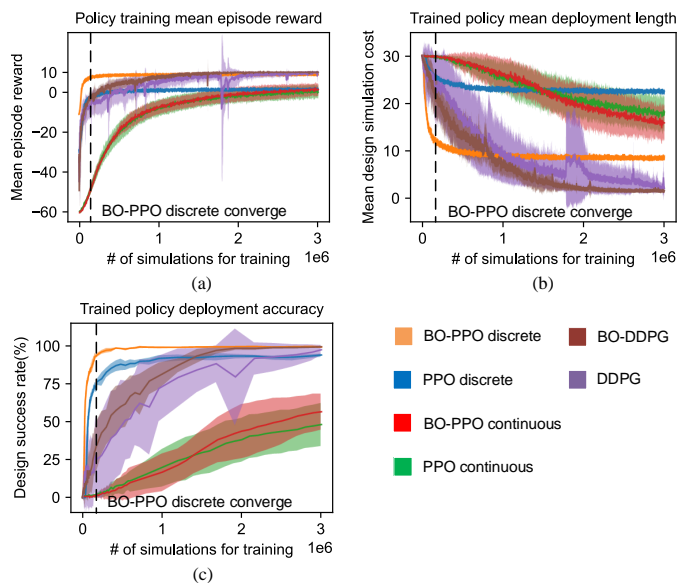 Policy training mean episode reward
Mean episode reward
10
0
−20
−40
−60
BO-PPO discrete converge
0
1
2
3
1e6
# of simulations for training
(a)
Trained policy mean deployment length
Mean design simulation cost
30
20
10
0
BO-PPO discrete converge
0
1
2
3
1e6
# of simulations for training
(b)
Trained policy deployment accuracy
Design success rate(%)
100
75
50
25
0
BO-PPO discrete converge
0
1
2
3
1e6
# of simulations for training
(c)
BO-PPO discrete
PPO discrete
BO-PPO continuous
PPO continuous
BO-DDPG
DDPG